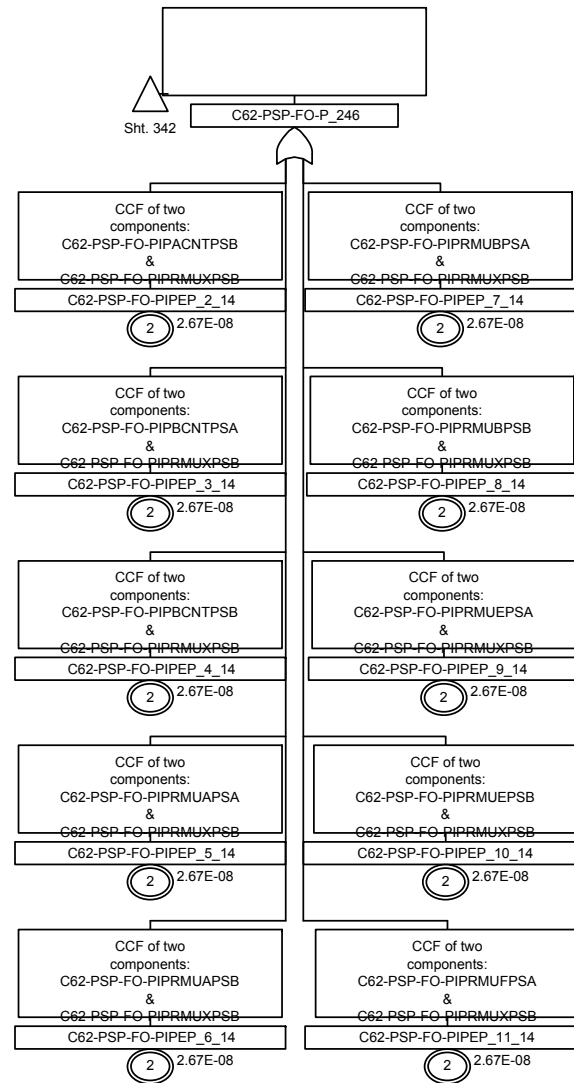 C62-PSP-FO-P_246
Sht. 342
CCF of two
components:
C62-PSP-FO-PIPACNTPSB
&
C62-PSP-FO-PIPRMUXPSB
C62-PSP-FO-PIPEP_2_14
2
2.67E-08
CCF of two
components:
C62-PSP-FO-PIPRMUBPSA
&
C62-PSP-FO-PIPRMUXPSB
C62-PSP-FO-PIPEP_7_14
2
2.67E-08
CCF of two
components:
C62-PSP-FO-PIPBCNTPSA
&
C62-PSP-FO-PIPRMUXPSB
C62-PSP-FO-PIPEP_3_14
2
2.67E-08
CCF of two
components:
C62-PSP-FO-PIPRMUBPSB
&
C62-PSP-FO-PIPRMUXPSB
C62-PSP-FO-PIPEP_8_14
2
2.67E-08
CCF of two
components:
C62-PSP-FO-PIPBCNTPSB
&
C62-PSP-FO-PIPRMUXPSB
C62-PSP-FO-PIPEP_4_14
2
2.67E-08
CCF of two
components:
C62-PSP-FO-PIPRMUEPSA
&
C62-PSP-FO-PIPRMUXPSB
C62-PSP-FO-PIPEP_9_14
2
2.67E-08
CCF of two
components:
C62-PSP-FO-PIPRMUAPSA
&
C62-PSP-FO-PIPRMUXPSB
C62-PSP-FO-PIPEP_5_14
2
2.67E-08
CCF of two
components:
C62-PSP-FO-PIPRMUEPSB
&
C62-PSP-FO-PIPRMUXPSB
C62-PSP-FO-PIPEP_10_14
2
2.67E-08
CCF of two
components:
C62-PSP-FO-PIPRMUAPSB
&
C62-PSP-FO-PIPRMUXPSB
C62-PSP-FO-PIPEP_6_14
2
2.67E-08
CCF of two
components:
C62-PSP-FO-PIPRMUFPSA
&
C62-PSP-FO-PIPRMUXPSB
C62-PSP-FO-PIPEP_11_14
2
2.67E-08